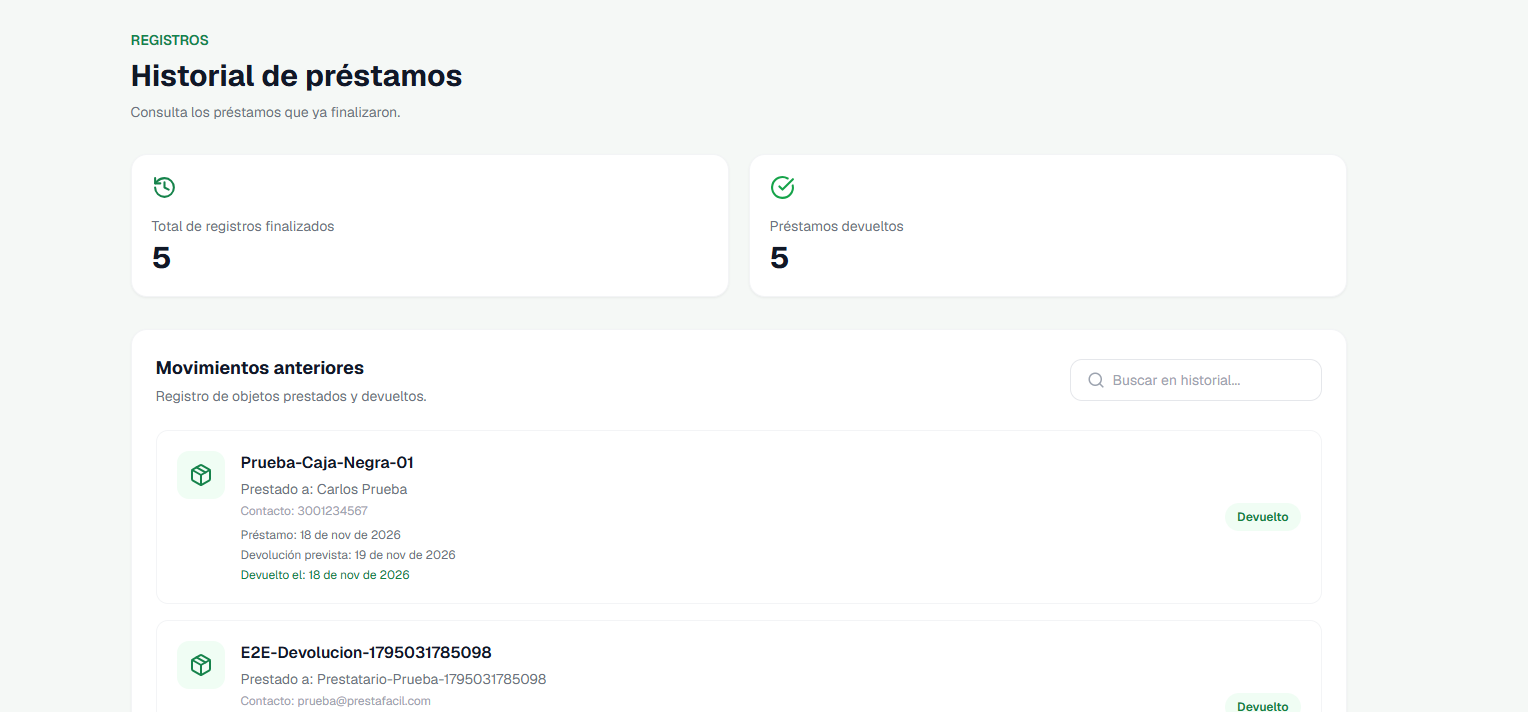 REGISTROS
Historial de préstamos
Consulta los préstamos que ya finalizaron.
Total de registros finalizados
5
Préstamos devueltos
5
Movimientos anteriores
Registro de objetos prestados y devueltos.
Buscar en historial...
Prueba-Caja-Negra-01
Prestado a: Carlos Prueba
Contacto: 3001234567
Préstamo: 18 de nov de 2026
Devolución prevista: 19 de nov de 2026
Devuelto el: 18 de nov de 2026
Devuelto
E2E-Devolucion-1795031785098
Prestado a: Prestatario-Prueba-1795031785098
Contacto: prueba@prestafacil.com
Devuelto